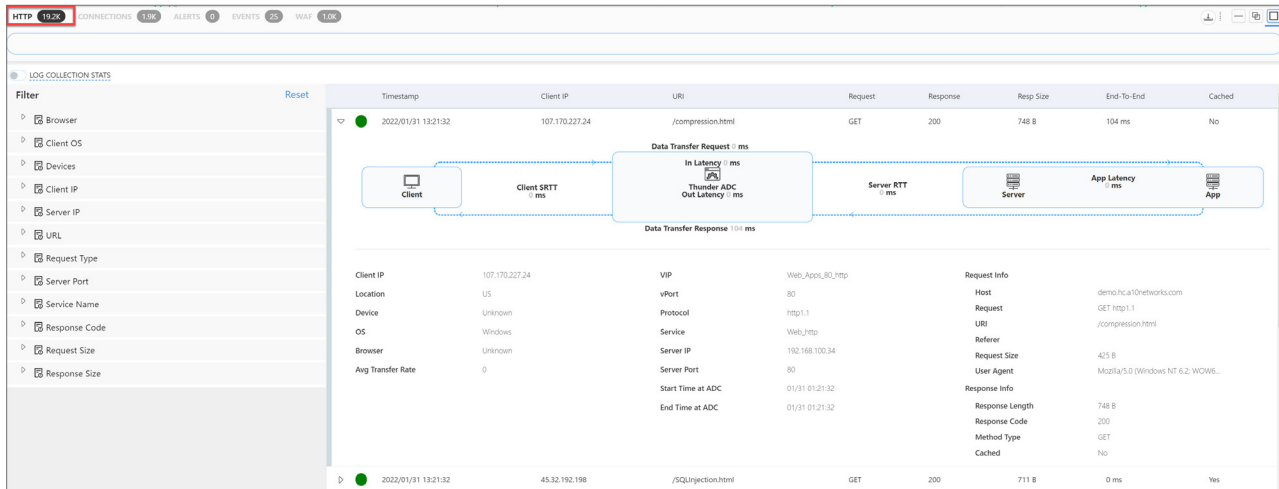 HTTP 19.2K CONNECTIONS 1.9K ALERTS 0 EVENTS 25 WAF 1.0K
LOG COLLECTION STATS
Filter Reset
Browser
Client OS
Devices
Client IP
Server IP
URL
Request Type
Server Port
Service Name
Response Code
Request Size
Response Size
Timestamp Client IP URI Request Response Resp Size End-To-End Cached
2022/01/31 13:21:32 107.170.227.24 /compression.html GET 200 748 B 104 ms No
Data Transfer Request 0 ms
In Latency 0 ms
Client
Client SRTT
0 ms
Thunder ADC
Out Latency 0 ms
Server RTT
0 ms
Server
App Latency
0 ms
App
Data Transfer Response 104 ms
Client IP 107.170.227.24
Location US
Device Unknown
OS Windows
Browser Unknown
Avg Transfer Rate 0
VIP Web_Apps_80_http
vPort 80
Protocol http1.1
Service Web_http
Server IP 192.168.100.34
Server Port 80
Start Time at ADC 01/31 01:21:32
End Time at ADC 01/31 01:21:32
Request Info
Host demo.hc.a10networks.com
Request GET http1.1
URI /compression.html
Referer
Request Size 425 B
User Agent Mozilla/5.0 (Windows NT 6.2; WOW6...
Response Info
Response Length 748 B
Response Code 200
Method Type GET
Cached No
2022/01/31 13:21:32 45.32.192.198 /SQLInjection.html GET 200 711 B 0 ms Yes